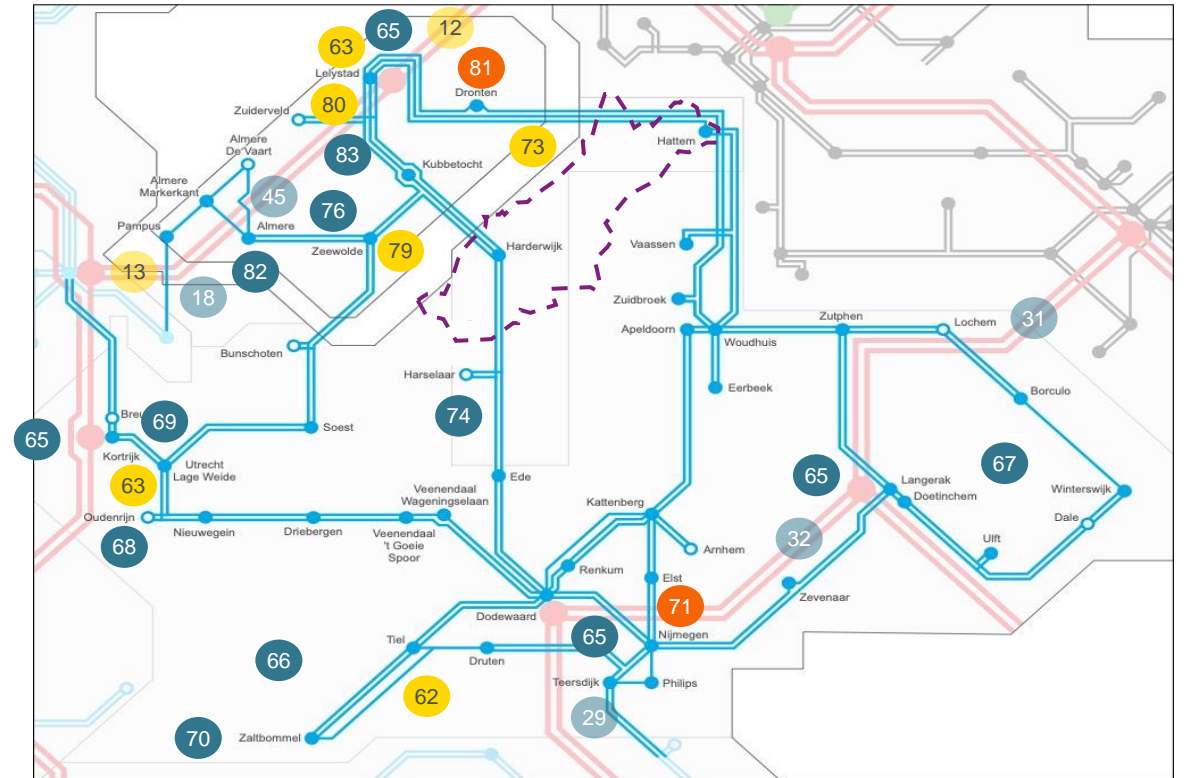 65
12
63
Lelystad
81
Dronten
Zuiderveld
80
Almere
De Vaart
83
73
Hattem
Kubbetocht
Almere
Markerkant
45
76
Pampus
Almere
Zeewolde
79
Harderwijk
Vaassen
13
82
18
Zuidbroek
Apeldoorn
Woudhuis
Zutphen
Lochem
31
Bunschoten
Harselaar
Eerbeek
Borculo
74
Breu
69
65
Kortrijk
Soest
Utrecht
Lage Weide
63
Ede
65
67
Langerak
Doetinchem
Winterswijk
Veenendaal
Wageningselaan
Kattenberg
Oudenrijn
Nieuwegein
Driebergen
Veenendaal
't Goeie
Spoor
Dale
68
32
Ulft
Arnhem
Renkum
Elst
Zevenaar
Dodewaard
71
Tiel
65
Nijmegen
66
Druten
Teersdijk
Philips
62
29
70
Zaltbommel